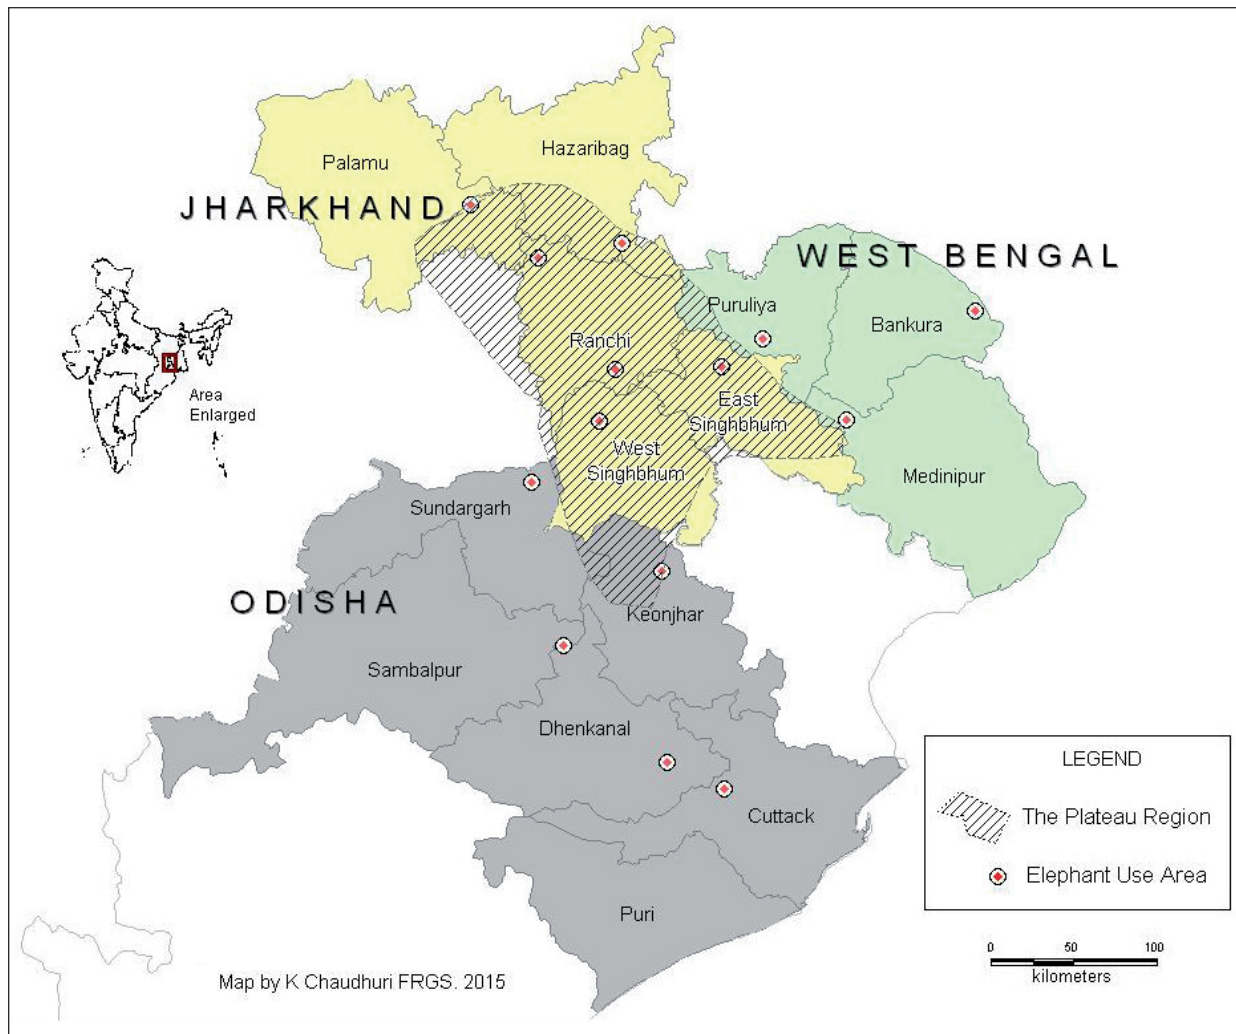 Hazaribag
Palamu
JHARKHAND
WEST BENGAL
Puruliya
Bankura
Ranchi
Area
Enlarged
East
Singhbhum
West
Singhbhum
Medinipur
Sundargarh
ODISHA
Keonjhar
Sambalpur
Dhenkanal
Cuttack
Puri
LEGEND
The Plateau Region
Elephant Use Area
0 50 100
kilometers
Map by K Chaudhuri FRGS. 2015